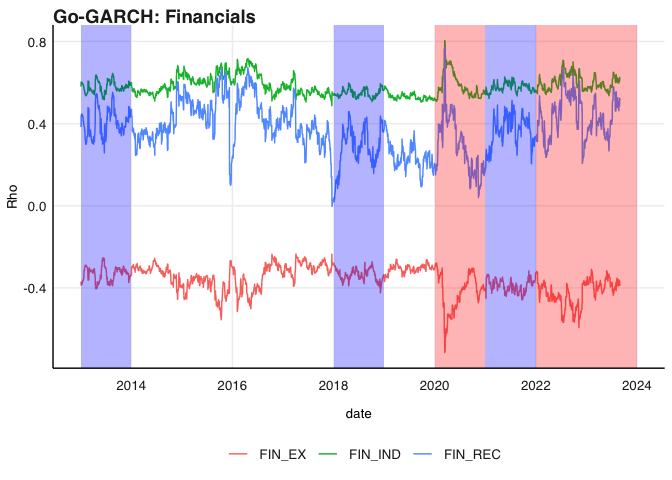 Go-GARCH: Financials
Rho
0.8
0.4
0.0
-0.4
2014 2016 2018 2020 2022 2024
date
FIN_EX FIN_IND FIN_REC